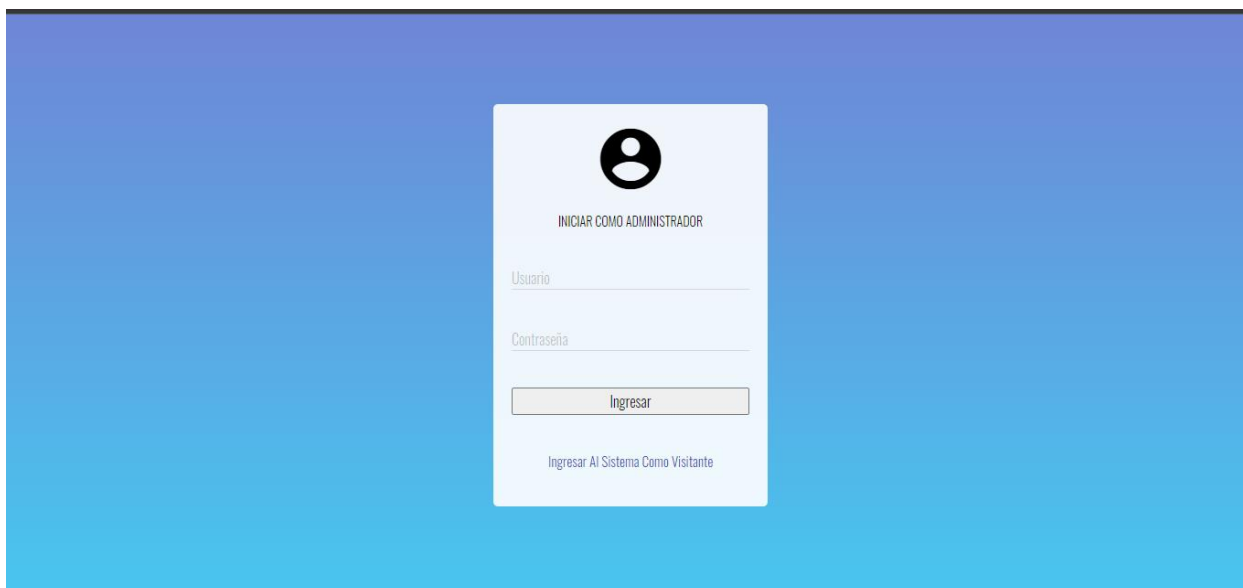 INICIAR COMO ADMINISTRADOR
Usuario
Contraseña
Ingresar
Ingresar Al Sistema Como Visitante